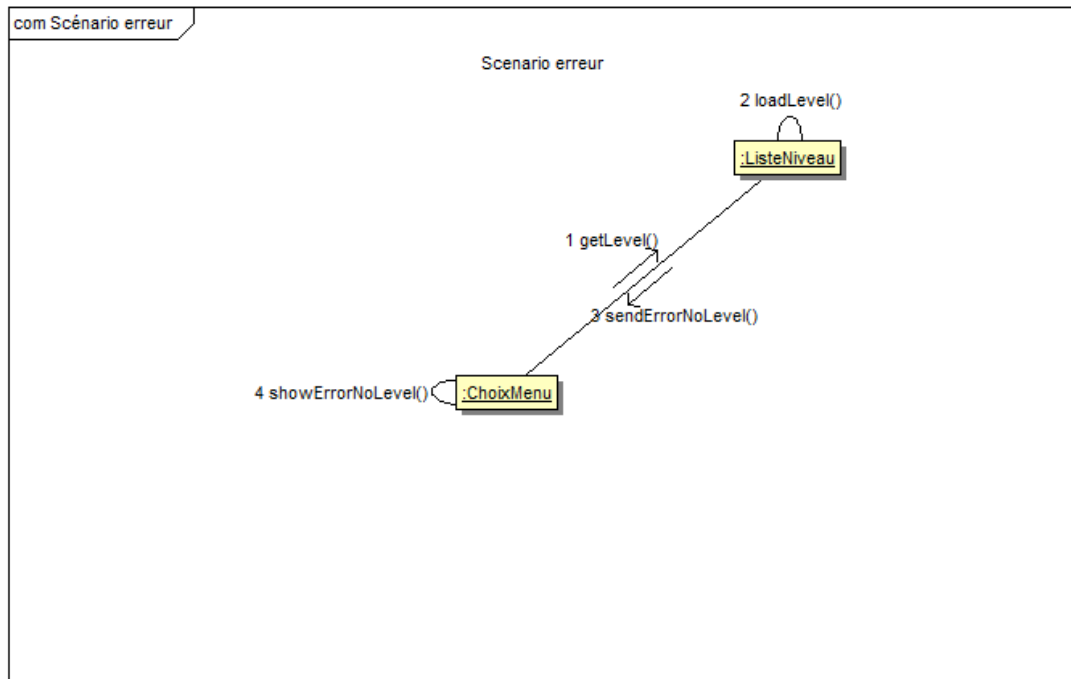 com Scénario erreur
Scenario erreur
2 loadLevel()
:ListeNiveau
1 getLevel()
3 sendErrorNoLevel()
4 showErrorNoLevel()
:ChoixMenu